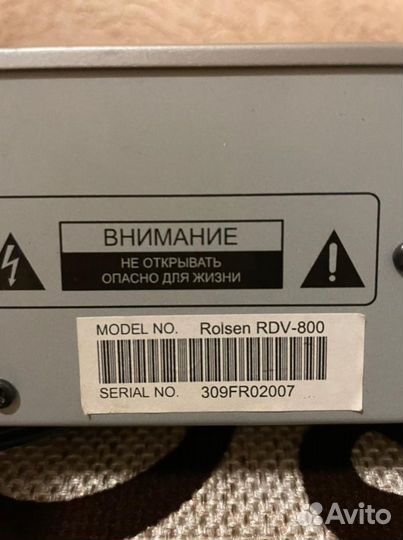 ВНИМАНИЕ
НЕ ОТКРЫВАТЬ
ОПАСНО ДЛЯ ЖИЗНИ
MODEL NO. Rolsen RDV-800
SERIAL NO. 309FR02007
Avito